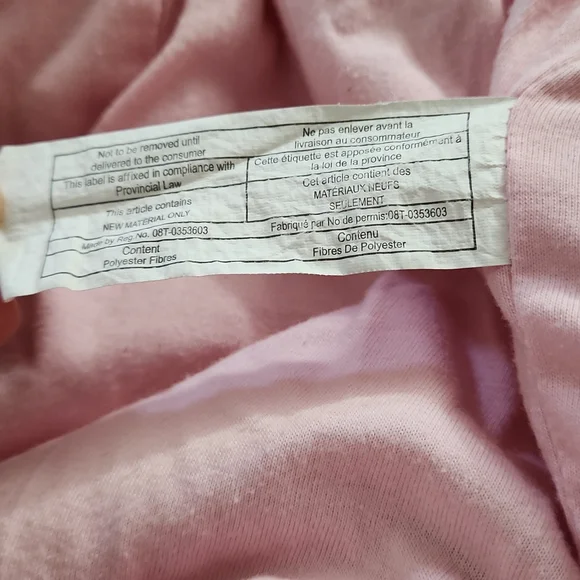 Not to be removed until
delivered to the consumer
This label is affixed in compliance with
Provincial Law
This article contains
NEW MATERIAL ONLY
Made by Reg.No. 08T-0353603
Content
Polyester Fibres
Ne pas enlever avant la
livraison au consommateur
Cette étiquette est apposée conformément à
la loi de la province
Cet article contient des
MATÉRIAUX NEUFS
SEULEMENT
Fabriqué par No de permis:08T-0353603
Contenu
Fibres De Polyester